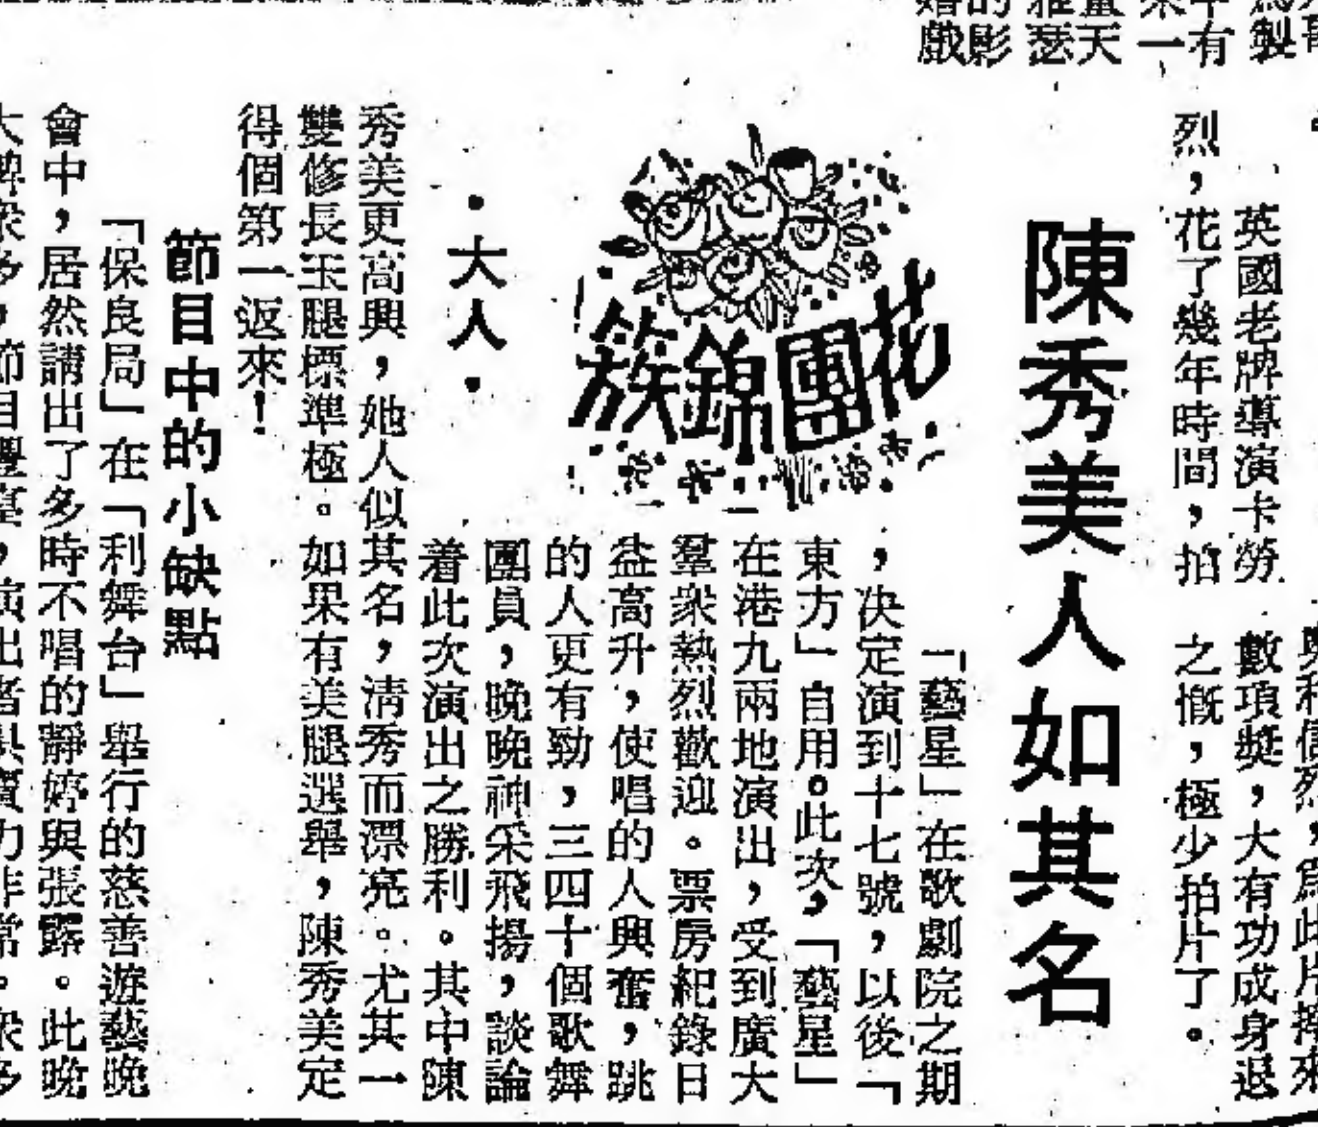 製
有
一
天
瑟
的影
戲
英國老牌導演卡勞
烈，花了幾年時間，拍
數項獎，大有功成身退
之慨，極少拍片了。
陳秀美人如其名
花團錦簇
・大人・
「藝星」在歌劇院之期
，決定演到十七號，以後「
東方」自用。此次，「藝星」
在港九兩地演出，受到廣大
羣衆熱烈歡迎。票房紀錄日
益高升，使唱的人興奮，跳
的人更有勁，三四十個歌舞
團員，晚晚神采飛揚，談論
着此次演出之勝利。其中陳
秀美更高興，她人似其名，清秀而漂亮。尤其一
雙修長玉腿標準極。如果有美腿選舉，陳秀美定
得個第一返來！
節目中的小缺點
「保良局」在「利舞台」舉行的慈善遊藝晚
會中，居然請出了多時不唱的靜婷與張露。此晚